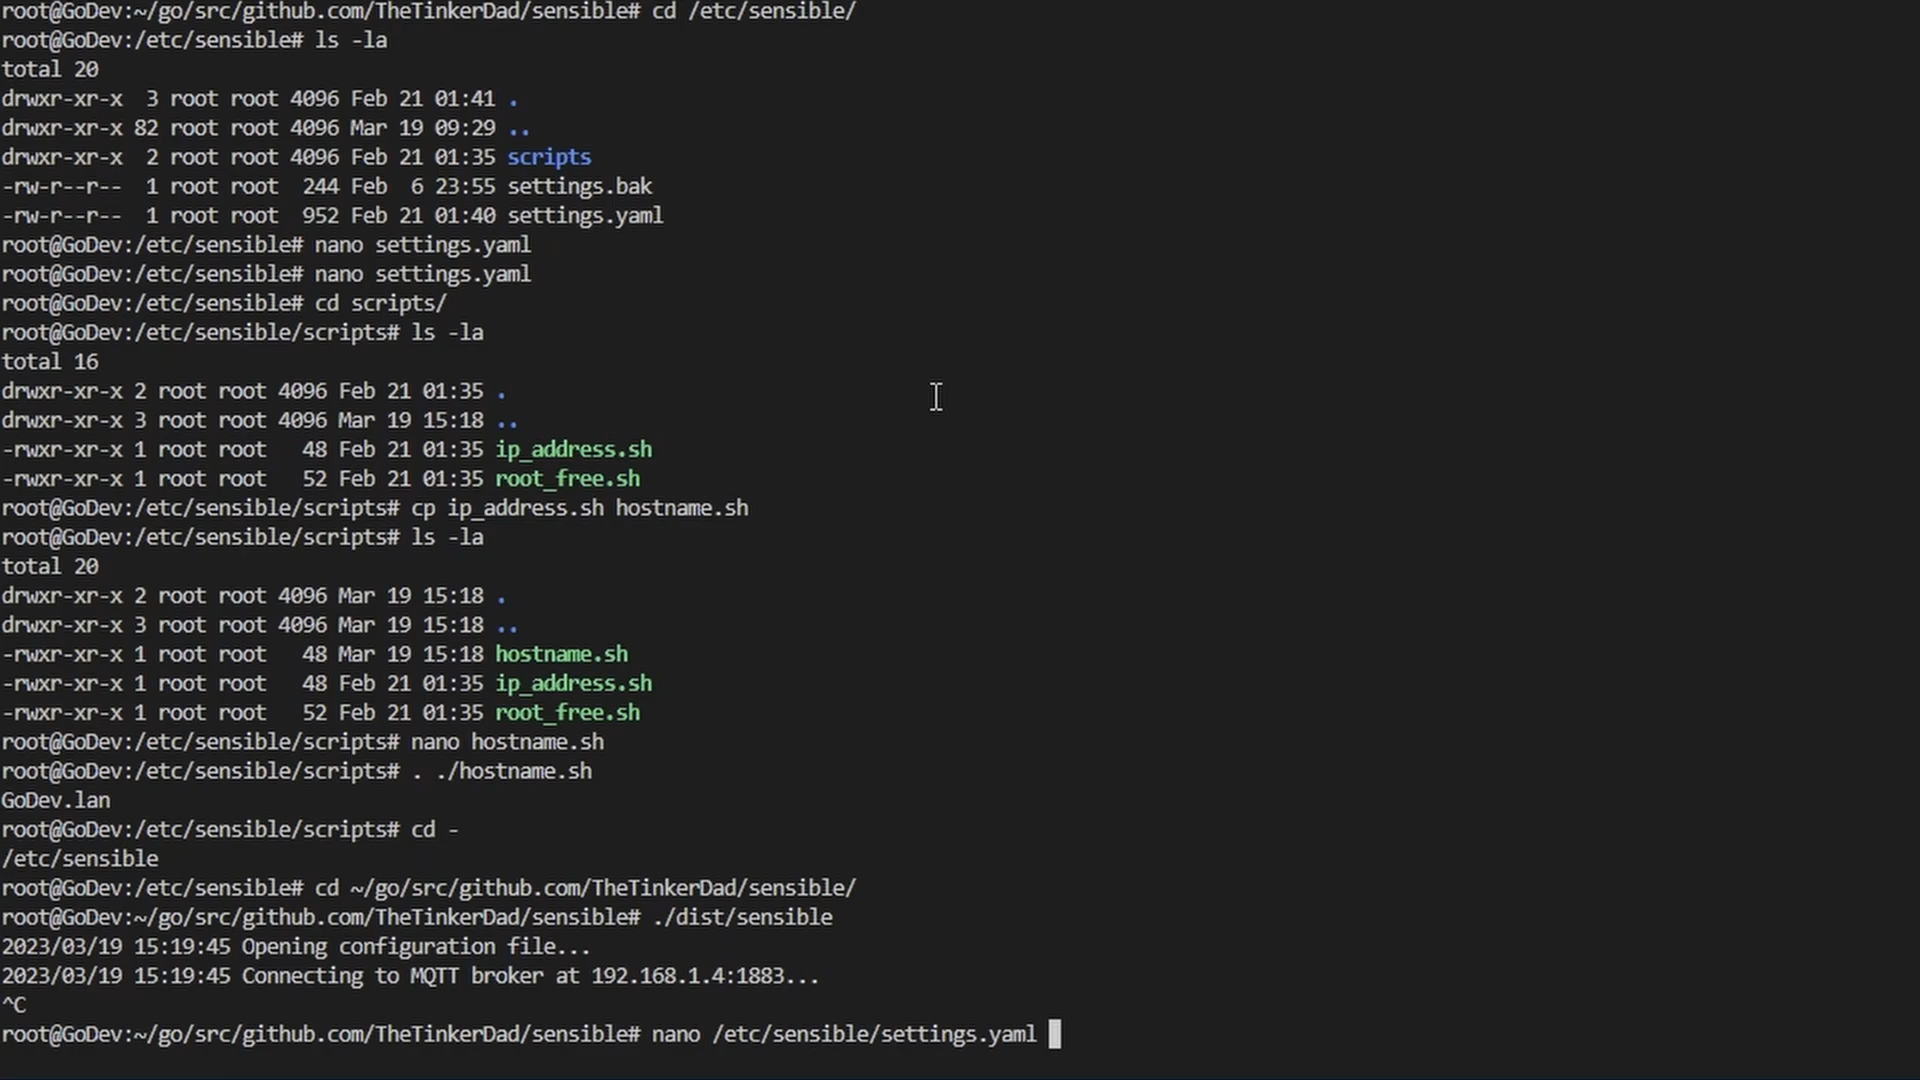 root@GoDev:~/go/src/github.com/TheTinkerDad/sensible# cd /etc/sensible/
root@GoDev:/etc/sensible# ls -la
total 20
drwxr-xr-x  3 root root 4096 Feb 21 01:41 .
drwxr-xr-x 82 root root 4096 Mar 19 09:29 ..
drwxr-xr-x  2 root root 4096 Feb 21 01:35 scripts
-rw-r--r--  1 root root  244 Feb  6 23:55 settings.bak
-rw-r--r--  1 root root  952 Feb 21 01:40 settings.yaml
root@GoDev:/etc/sensible# nano settings.yaml
root@GoDev:/etc/sensible# nano settings.yaml
root@GoDev:/etc/sensible# cd scripts/
root@GoDev:/etc/sensible/scripts# ls -la
total 16
drwxr-xr-x 2 root root 4096 Feb 21 01:35 .
drwxr-xr-x 3 root root 4096 Mar 19 15:18 ..
-rwxr-xr-x 1 root root   48 Feb 21 01:35 ip_address.sh
-rwxr-xr-x 1 root root   52 Feb 21 01:35 root_free.sh
root@GoDev:/etc/sensible/scripts# cp ip_address.sh hostname.sh
root@GoDev:/etc/sensible/scripts# ls -la
total 20
drwxr-xr-x 2 root root 4096 Mar 19 15:18 .
drwxr-xr-x 3 root root 4096 Mar 19 15:18 ..
-rwxr-xr-x 1 root root   48 Mar 19 15:18 hostname.sh
-rwxr-xr-x 1 root root   48 Feb 21 01:35 ip_address.sh
-rwxr-xr-x 1 root root   52 Feb 21 01:35 root_free.sh
root@GoDev:/etc/sensible/scripts# nano hostname.sh
root@GoDev:/etc/sensible/scripts# . ./hostname.sh
GoDev.lan
root@GoDev:/etc/sensible/scripts# cd -
/etc/sensible
root@GoDev:/etc/sensible# cd ~/go/src/github.com/TheTinkerDad/sensible/
root@GoDev:~/go/src/github.com/TheTinkerDad/sensible# ./dist/sensible
2023/03/19 15:19:45 Opening configuration file...
2023/03/19 15:19:45 Connecting to MQTT broker at 192.168.1.4:1883...
^C
root@GoDev:~/go/src/github.com/TheTinkerDad/sensible# nano /etc/sensible/settings.yaml